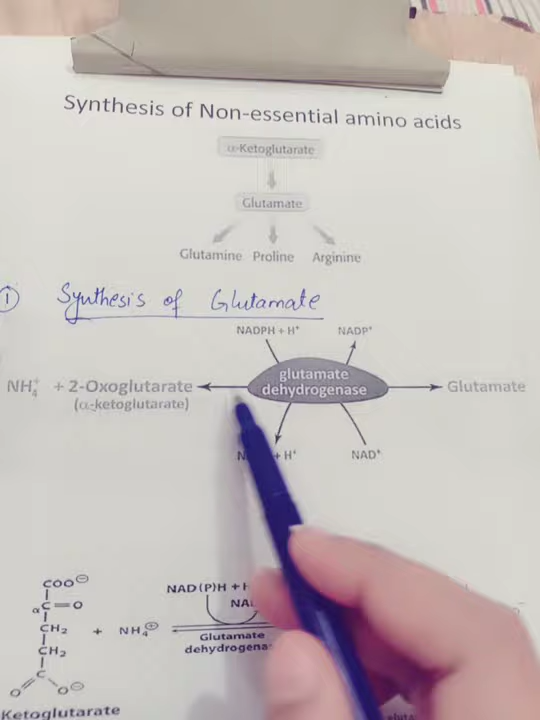 Synthesis of Non-essential amino acids
α-Ketoglutarate
Glutamate
Glutamine Proline Arginine
① Synthesis of Glutamate
NADPH + H⁺ NADP⁺
NH₄⁺ + 2-Oxoglutarate glutamate dehydrogenase Glutamate
(α-ketoglutarate)
+ H⁺ NAD⁺
COO⊖
NAD(P)H +
αC=O
CH₂ + NH₄⊕
Glutamate
CH₂
C
O O⊖
Ketoglutarate